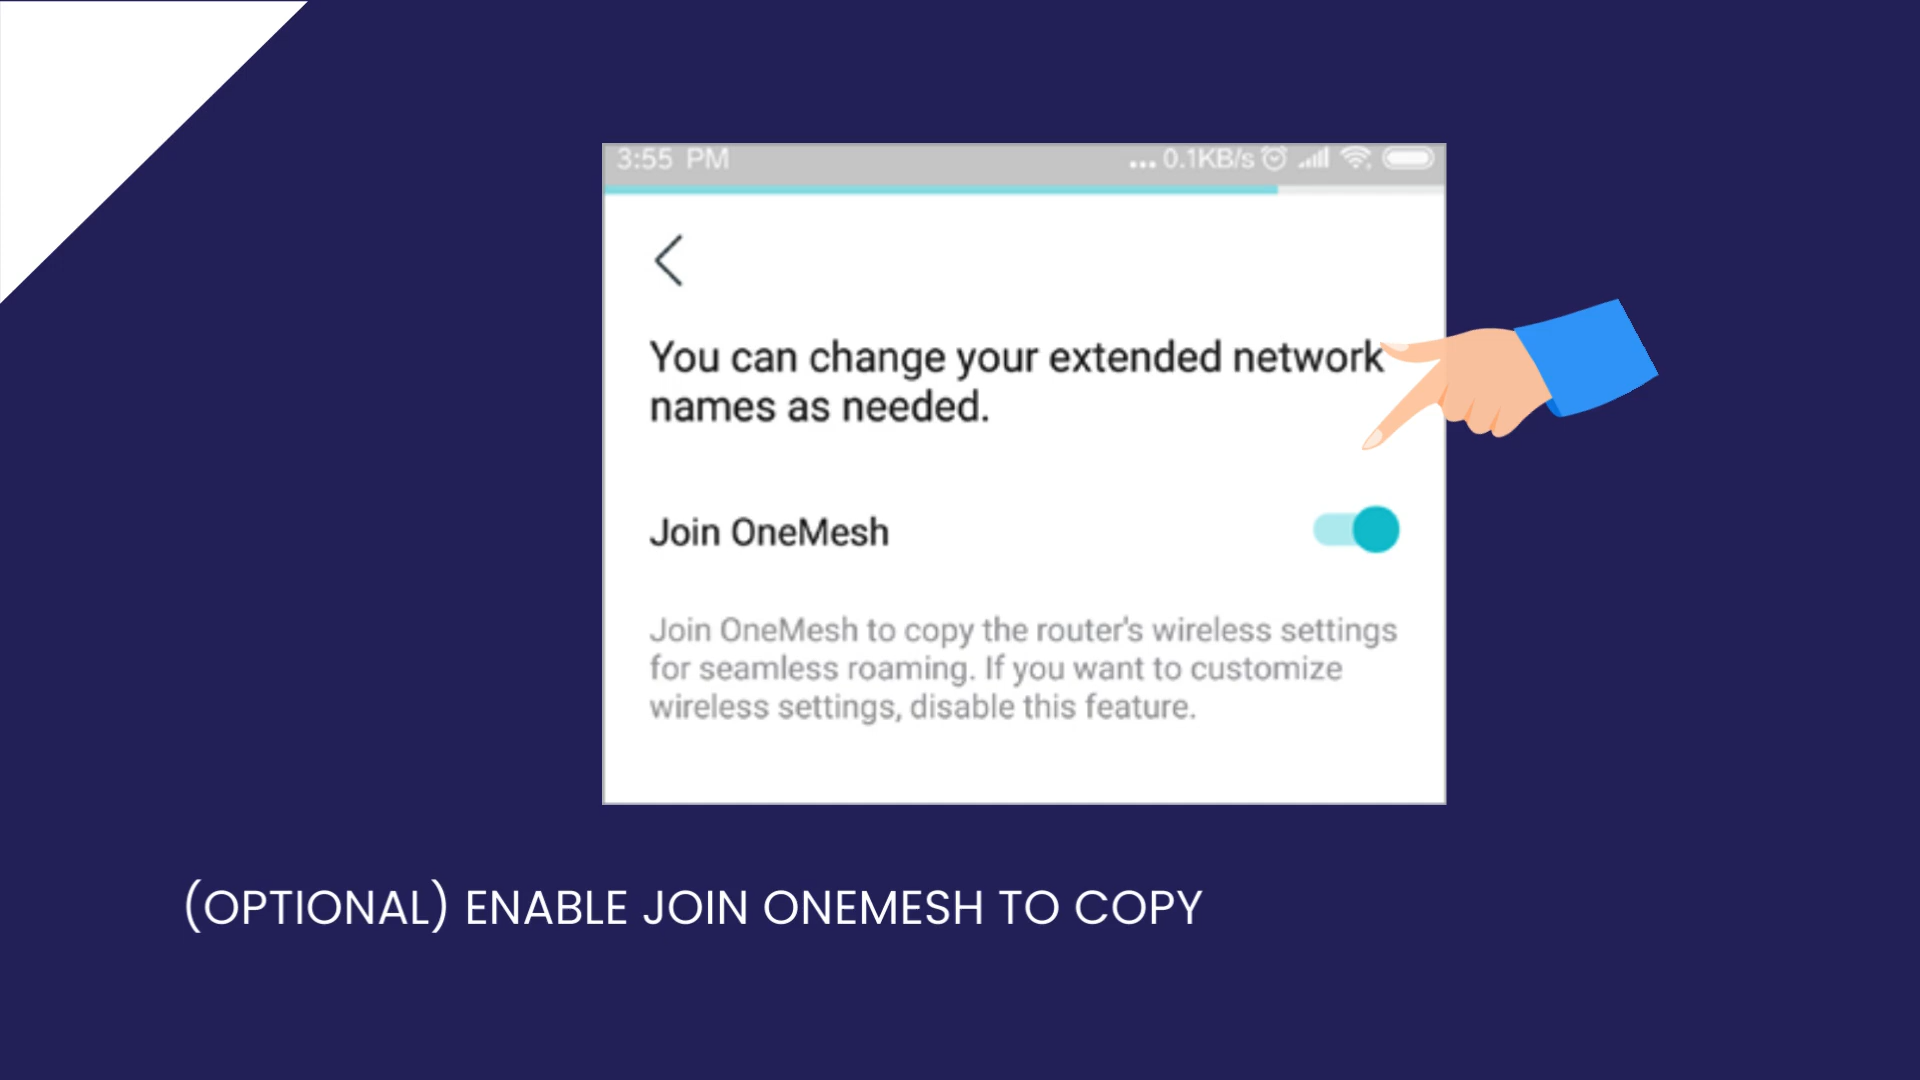 3:55 PM
... 0.1KB/s
You can change your extended network
names as needed.
Join OneMesh
Join OneMesh to copy the router's wireless settings
for seamless roaming. If you want to customize
wireless settings, disable this feature.
(OPTIONAL) ENABLE JOIN ONEMESH TO COPY